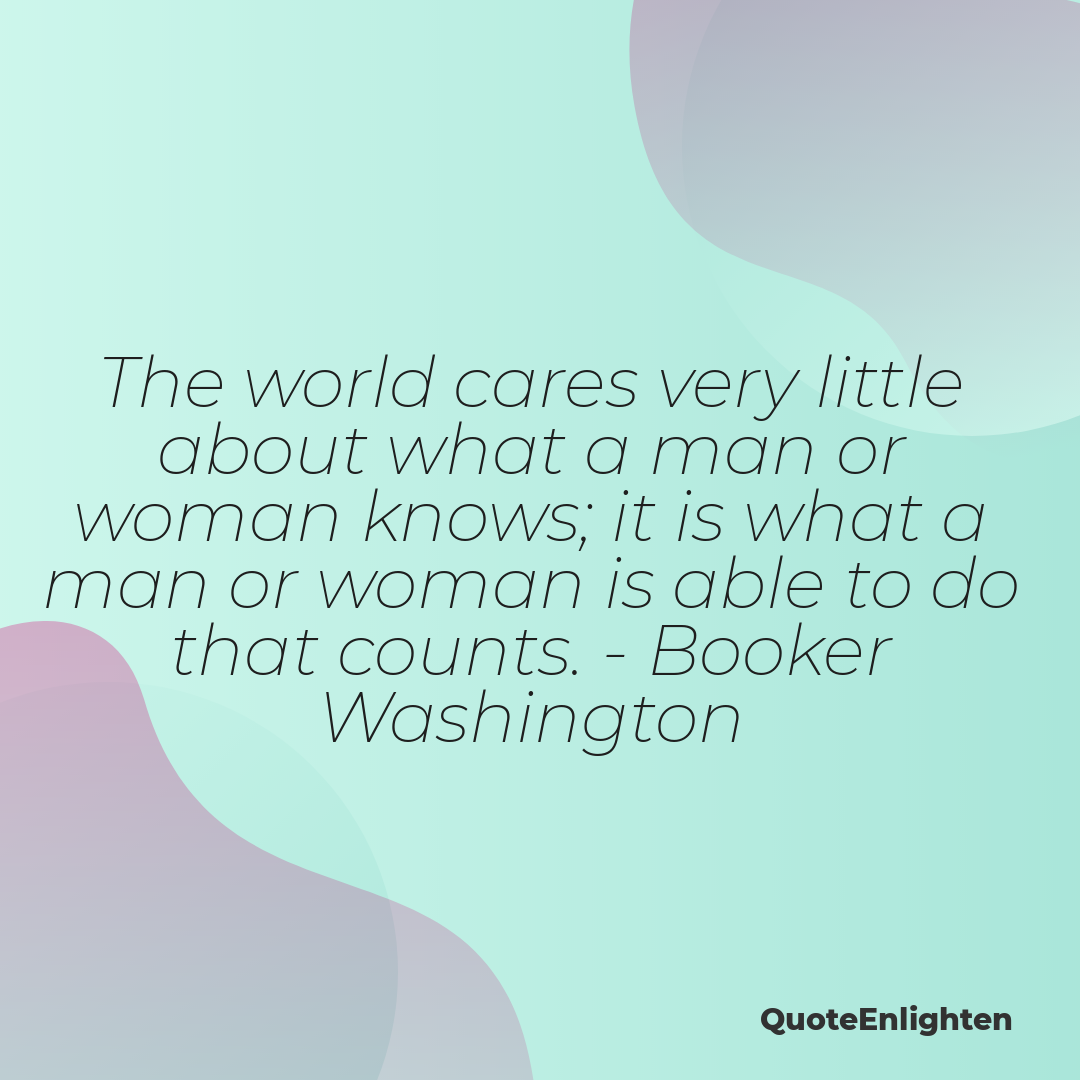 The world cares very little
about what a man or
woman knows; it is what a
man or woman is able to do
that counts. - Booker
Washington
QuoteEnlighten